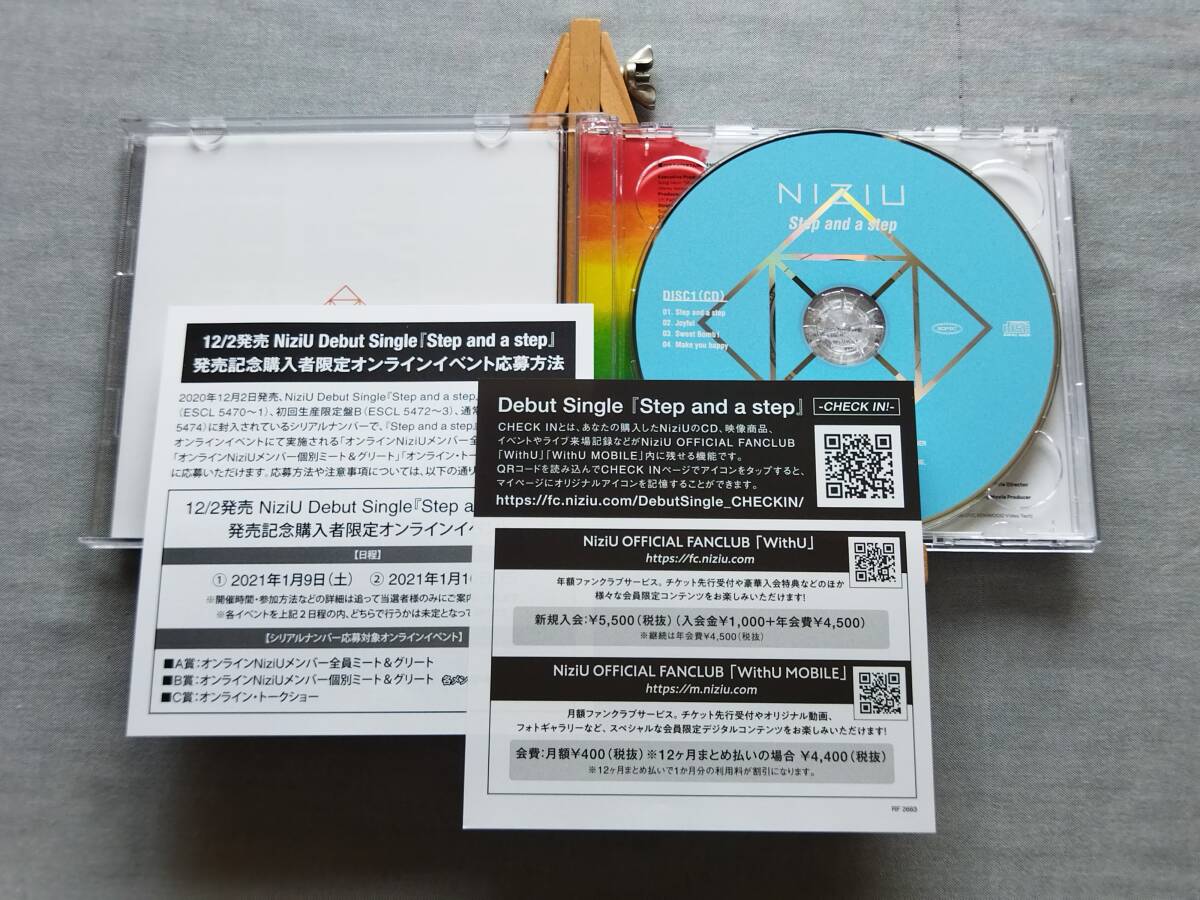 NIZIU
Step and a step
DISC1(CD)
01. Step and a step
02. Joyful
03. Sweet Bomb!
04. Make you happy
12/2発売 NiziU Debut Single『Step and a step』
発売記念購入者限定オンラインイベント応募方法
2020年12月2日発売、NiziU Debut Single『Step and a step
(ESCL 5470〜1)、初回生産限定盤B(ESCL 5472〜3)、通常
5474)に封入されているシリアルナンバーで、『Step and a step
オンラインイベントにて実施される「オンラインNiziUメンバー全
「オンラインNiziUメンバー個別ミート&グリート」「オンライン・ト
に応募いただけます。応募方法や注意事項については、以下の通り
12/2発売 NiziU Debut Single『Step an
発売記念購入者限定オンラインイベ
【日程】
① 2021年1月9日(土) ② 2021年1月1
※開催時間・参加方法などの詳細は追って当選者様のみにご案内
※各イベントを上記2日程の内、どちらで行うかは未定となって
【シリアルナンバー応募対象オンラインイベント】
■A賞:オンラインNiziUメンバー全員ミート&グリート
■B賞:オンラインNiziUメンバー個別ミート&グリート 各メン
■C賞:オンライン・トークショー
Debut Single『Step and a step』 -CHECK IN!-
CHECK INとは、あなたの購入したNiziUのCD、映像商品、
イベントやライブ来場記録などがNiziU OFFICIAL FANCLUB
「WithU」「WithU MOBILE」内に残せる機能です。
QRコードを読み込んでCHECK INページでアイコンをタップすると、
マイページにオリジナルアイコンを記憶することができます。
https://fc.niziu.com/DebutSingle_CHECKIN/
NiziU OFFICIAL FANCLUB「WithU」
https://fc.niziu.com
年額ファンクラブサービス。チケット先行受付や豪華入会特典などのほか
様々な会員限定コンテンツをお楽しみいただけます!
新規入会:¥5,500(税抜)(入会金¥1,000+年会費¥4,500)
※継続は年会費¥4,500(税抜)
NiziU OFFICIAL FANCLUB「WithU MOBILE」
https://m.niziu.com
月額ファンクラブサービス。チケット先行受付やオリジナル動画、
フォトギャラリーなど、スペシャルな会員限定デジタルコンテンツをお楽しみいただけます!
会費:月額¥400(税抜)※12ヶ月まとめ払いの場合 ¥4,400(税抜)
※12ヶ月まとめ払いで1か月分の利用料が割引になります。
RF 2663